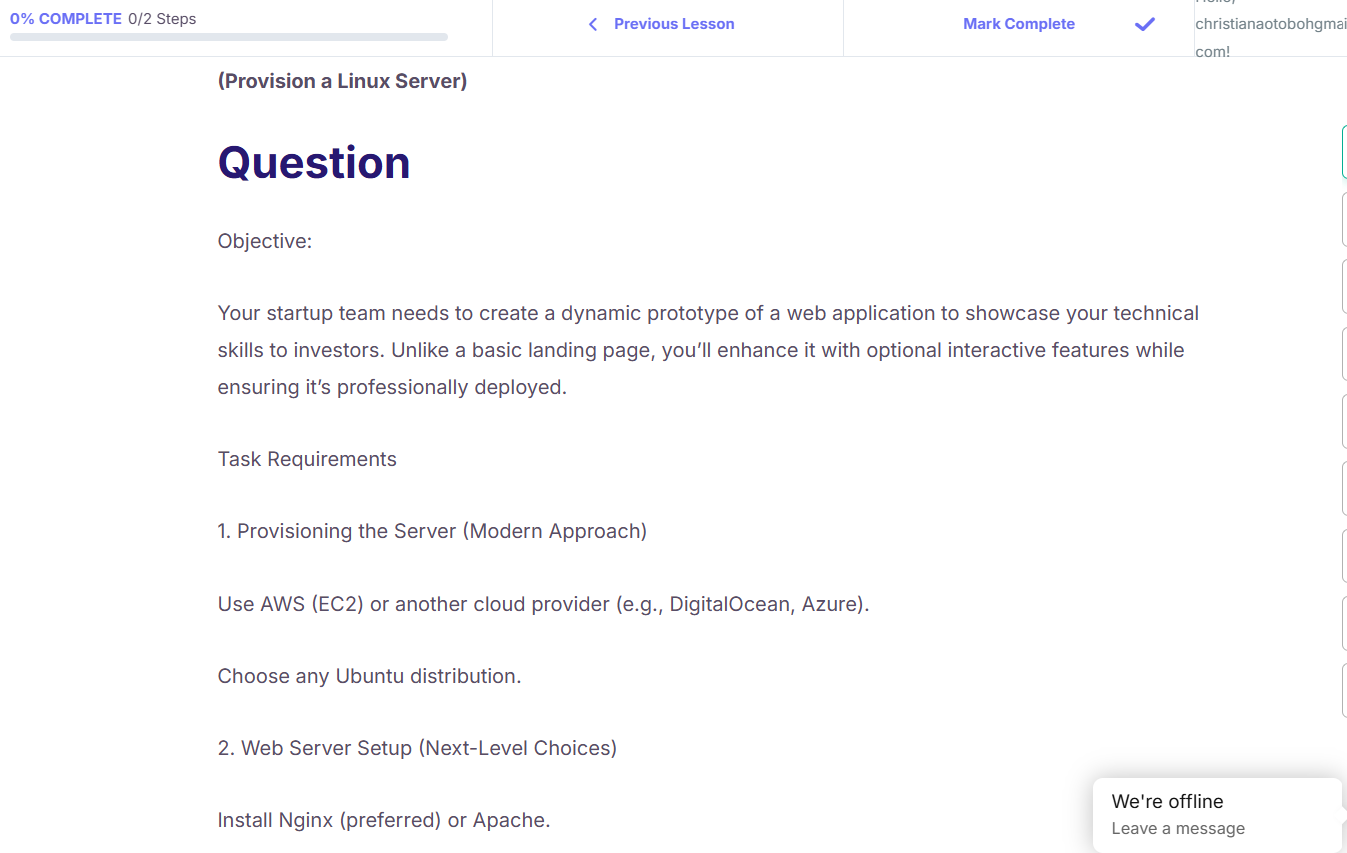 0% COMPLETE 0/2 Steps
Previous Lesson
Mark Complete
Hello,
christianaotobohgmai
com!
(Provision a Linux Server)
Question
Objective:
Your startup team needs to create a dynamic prototype of a web application to showcase your technical
skills to investors. Unlike a basic landing page, you’ll enhance it with optional interactive features while
ensuring it’s professionally deployed.
Task Requirements
1. Provisioning the Server (Modern Approach)
Use AWS (EC2) or another cloud provider (e.g., DigitalOcean, Azure).
Choose any Ubuntu distribution.
2. Web Server Setup (Next-Level Choices)
Install Nginx (preferred) or Apache.
We're offline
Leave a message